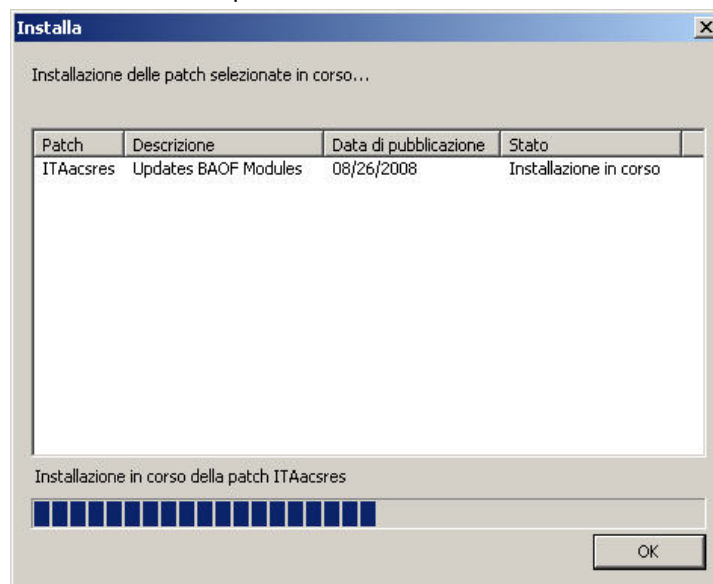 Installa
Installazione delle patch selezionate in corso...
Patch Descrizione Data di pubblicazione Stato
ITAacsres Updates BAOF Modules 08/26/2008 Installazione in corso
Installazione in corso della patch ITAacsres
OK